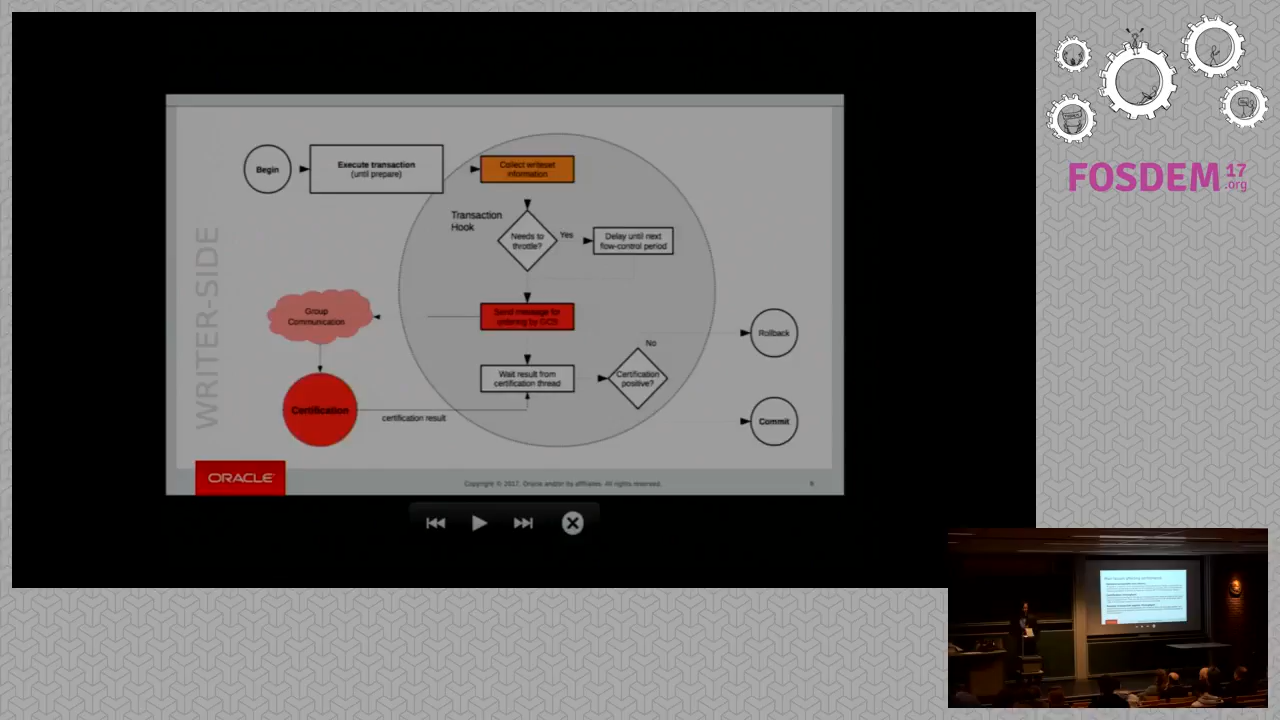 Begin
Execute transaction
(until prepare)
Collect writeset
information
Transaction
Hook
Needs to
throttle?
Yes
Delay until next
flow-control period
WRITER-SIDE
Group
Communication
Send message for
ordering by GCS
Rollback
No
Wait result from
certification thread
Certification
positive?
Certification
certification result
Commit
ORACLE
Copyright © 2017, Oracle and/or its affiliates. All rights reserved.
9
FOSDEM 17
.org